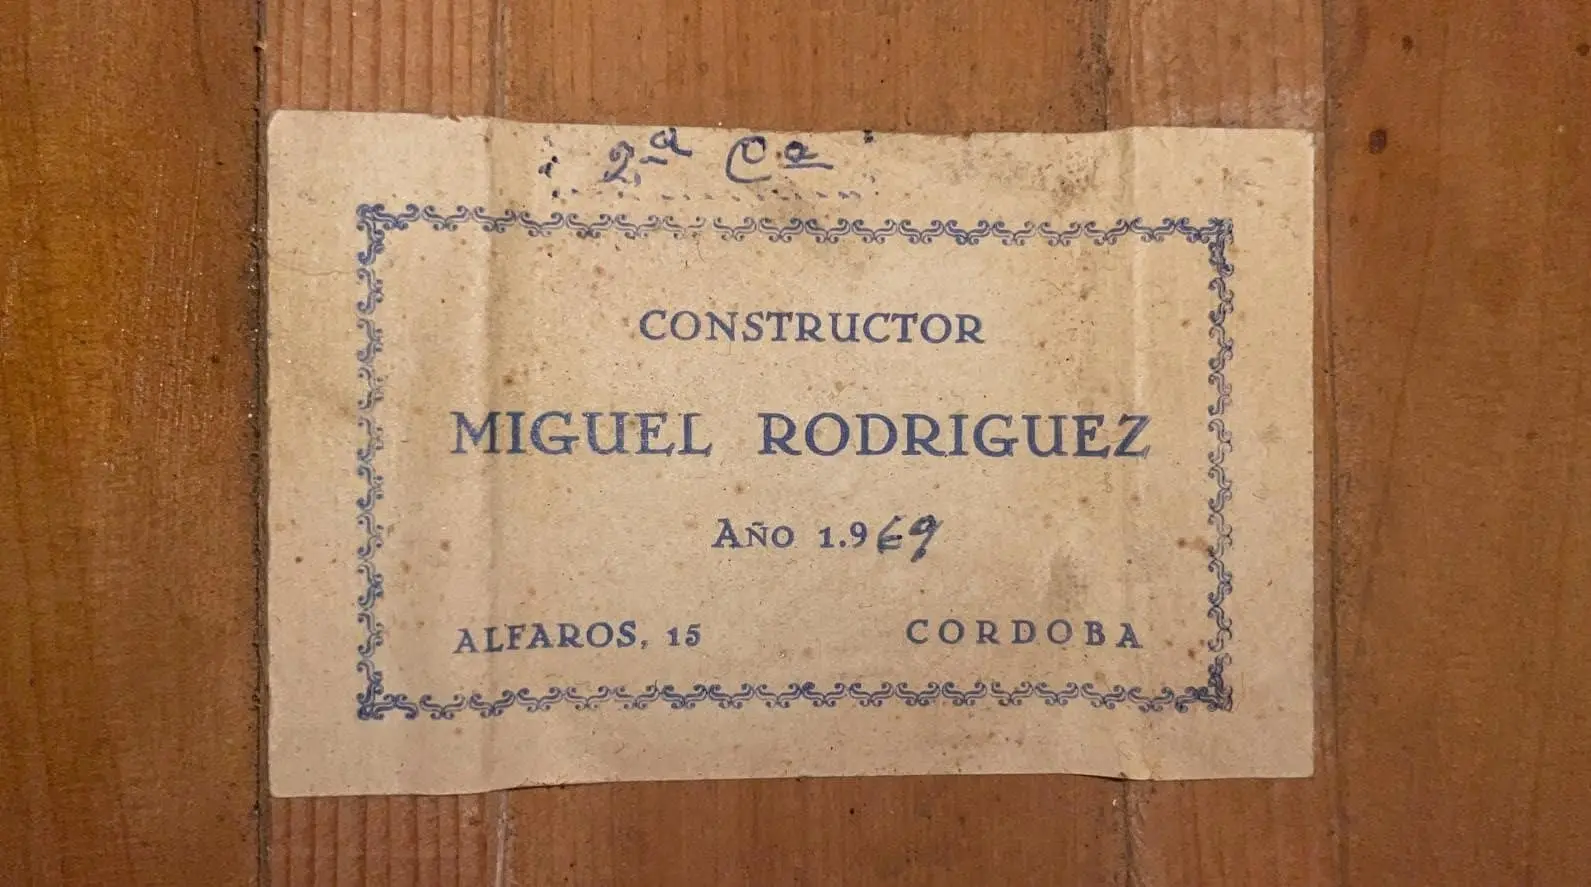 2ª Cª
CONSTRUCTOR
MIGUEL RODRIGUEZ
AÑO 1.969
ALFAROS, 15 CORDOBA